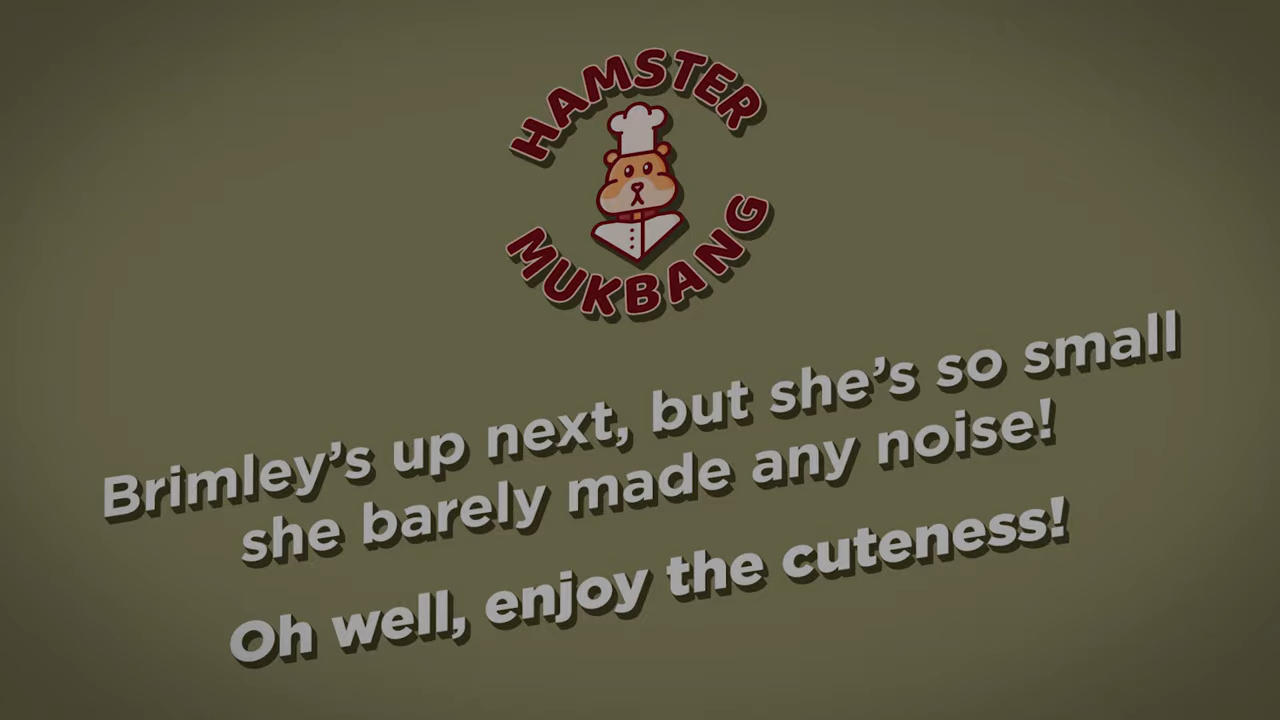 HAMSTER
MUKBANG
Brimley’s up next, but she’s so small
she barely made any noise!
Oh well, enjoy the cuteness!